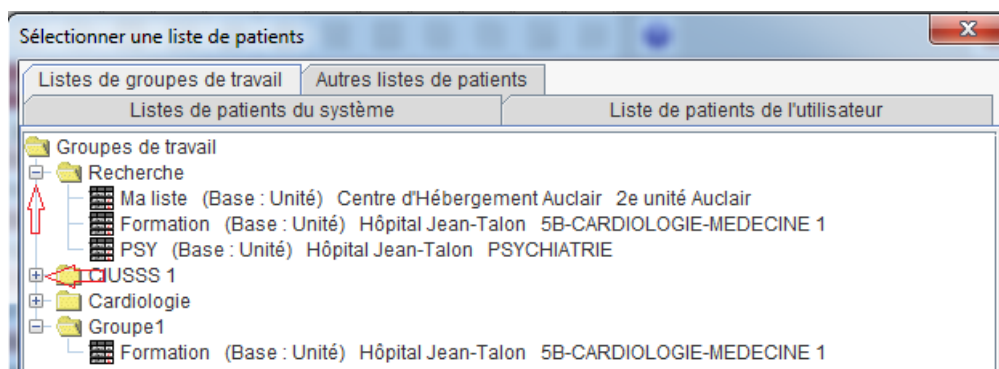 Sélectionner une liste de patients
Listes de groupes de travail Autres listes de patients
Listes de patients du système Liste de patients de l'utilisateur
Groupes de travail
Recherche
Ma liste (Base : Unité) Centre d'Hébergement Auclair 2e unité Auclair
Formation (Base : Unité) Hôpital Jean-Talon 5B-CARDIOLOGIE-MEDECINE 1
PSY (Base : Unité) Hôpital Jean-Talon PSYCHIATRIE
CIUSSS 1
Cardiologie
Groupe1
Formation (Base : Unité) Hôpital Jean-Talon 5B-CARDIOLOGIE-MEDECINE 1